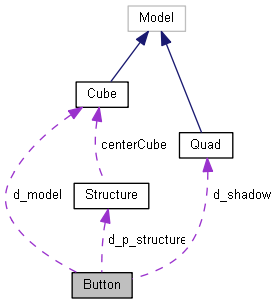 Model
Cube
centerCube
Quad
d_model
Structure
d_shadow
d_p_structure
Button